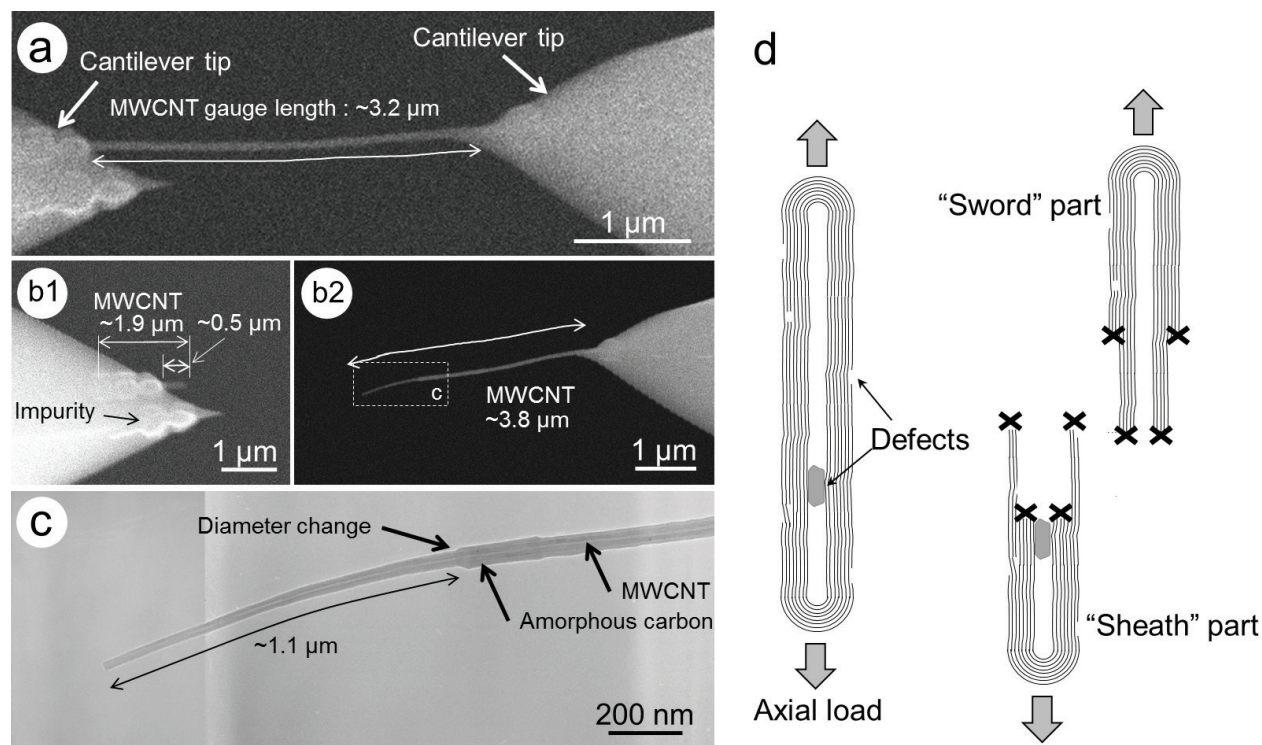 a
Cantilever tip
Cantilever tip
MWCNT gauge length : ~3.2 µm
1 µm
b1
MWCNT
~1.9 µm
~0.5 µm
Impurity
1 µm
b2
c
MWCNT
~3.8 µm
1 µm
c
Diameter change
MWCNT
Amorphous carbon
~1.1 µm
200 nm
d
“Sword” part
Defects
“Sheath” part
Axial load